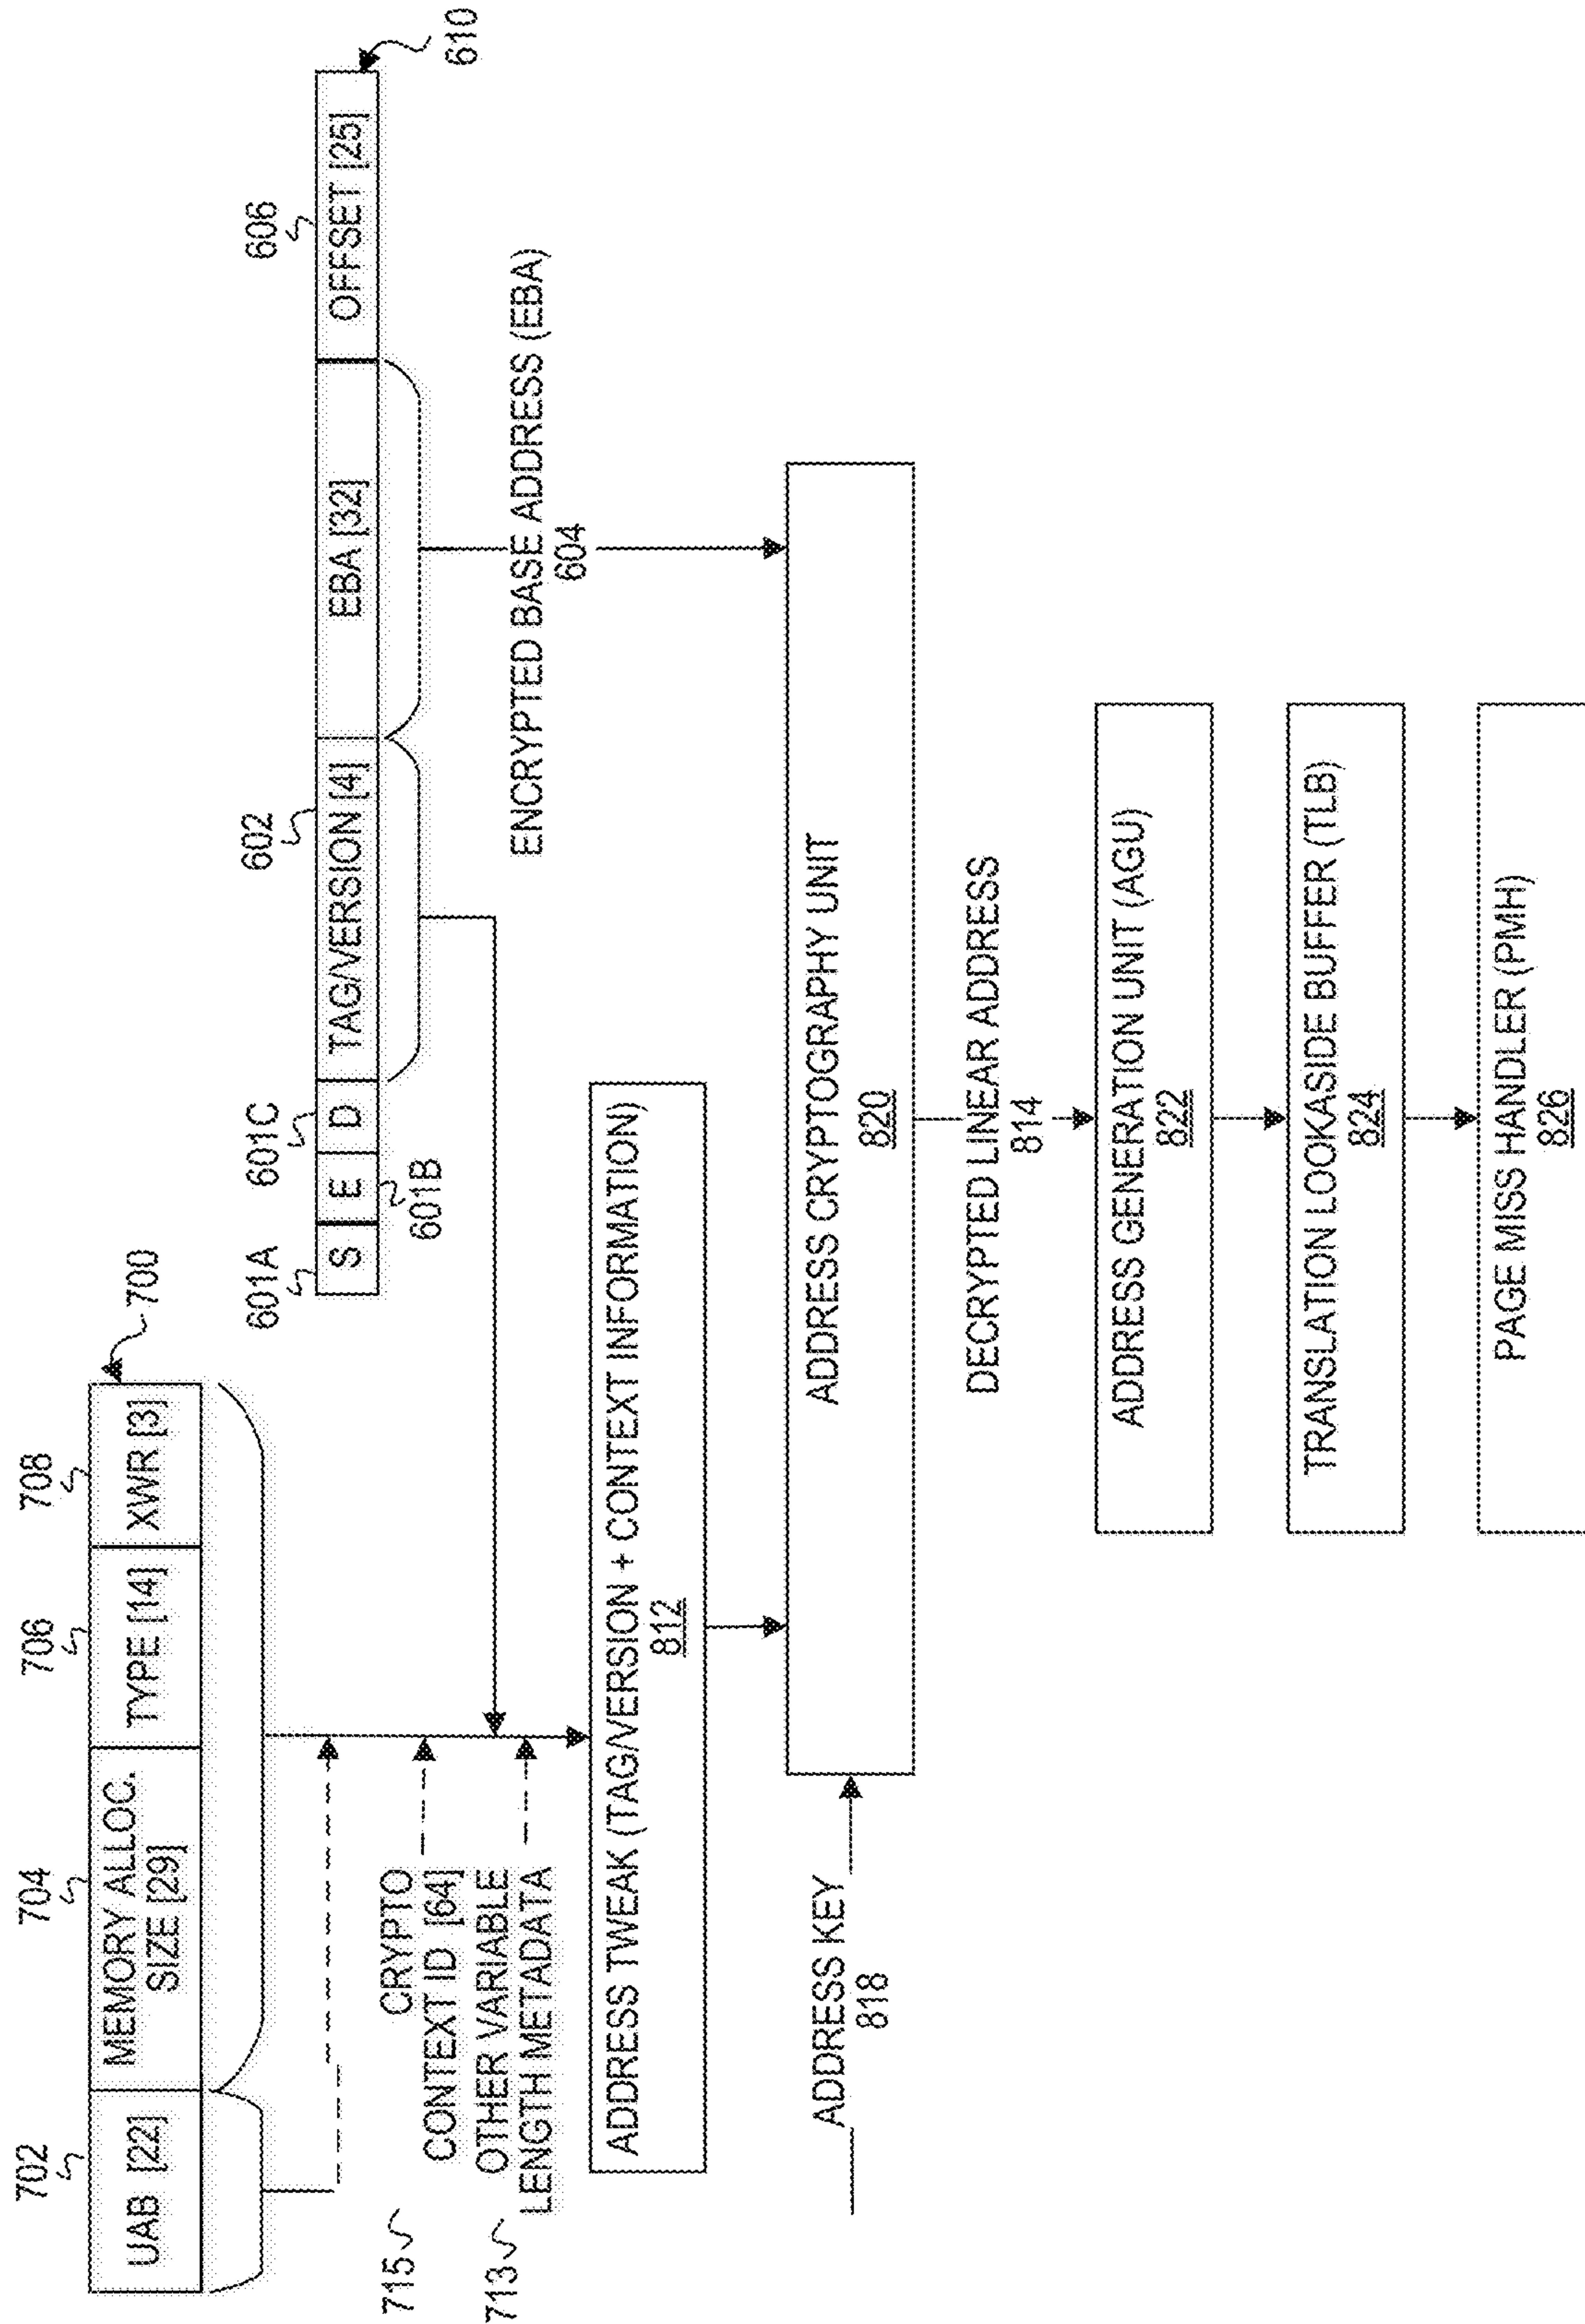 702
704
706
708
700
UAB [22]
MEMORY ALLOC.
SIZE [29]
TYPE [14]
XWR [3]
601A
601C
602
606
S
E
D
TAG/VERSION [4]
EBA [32]
OFFSET [25]
601B
610
715
CRYPTO
CONTEXT ID [64]
713
OTHER VARIABLE
LENGTH METADATA
ENCRYPTED BASE ADDRESS (EBA)
604
ADDRESS TWEAK (TAG/VERSION + CONTEXT INFORMATION)
812
ADDRESS KEY
818
ADDRESS CRYPTOGRAPHY UNIT
820
DECRYPTED LINEAR ADDRESS
814
ADDRESS GENERATION UNIT (AGU)
822
TRANSLATION LOOKASIDE BUFFER (TLB)
824
PAGE MISS HANDLER (PMH)
826